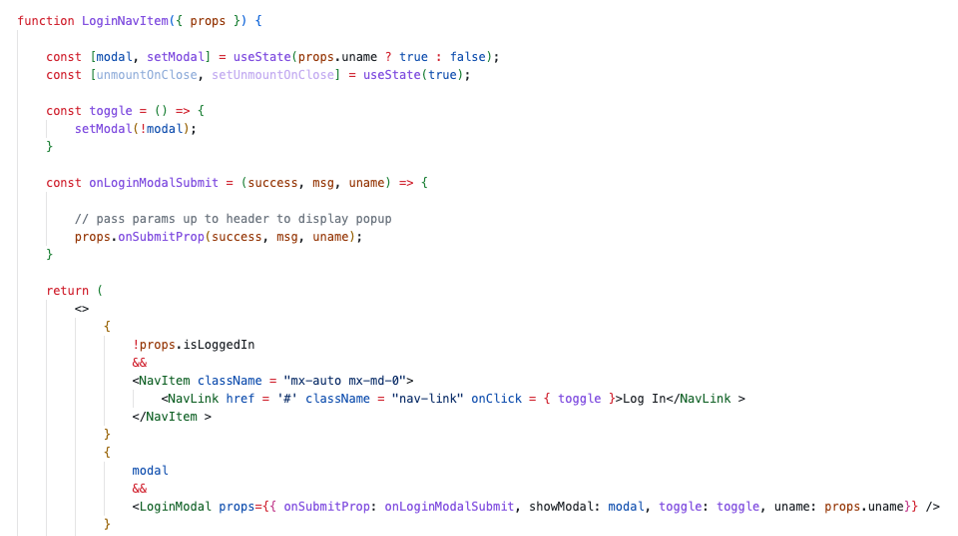 function LoginNavItem({ props }) {
const [modal, setModal] = useState(props.uname ? true : false);
const [unmountOnClose, setUnmountOnClose] = useState(true);
const toggle = () => {
setModal(!modal);
}
const onLoginModalSubmit = (success, msg, uname) => {
// pass params up to header to display popup
props.onSubmitProp(success, msg, uname);
}
return (
<>
{
!props.isLoggedIn
&&
<NavItem className = "mx-auto mx-md-0">
<NavLink href = '#' className = "nav-link" onClick = { toggle }>Log In</NavLink >
</NavItem >
}
{
modal
&&
<LoginModal props={{ onSubmitProp: onLoginModalSubmit, showModal: modal, toggle: toggle, uname: props.uname}} />
}